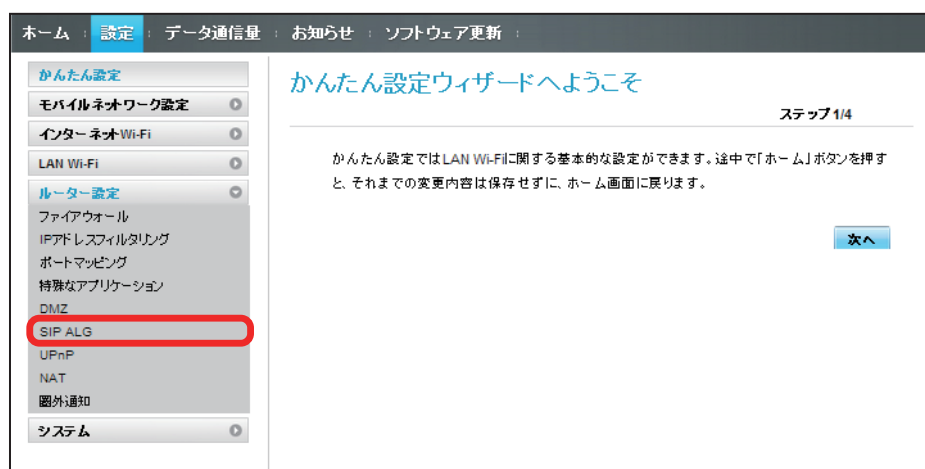 ホーム 設定 データ通信量 お知らせ ソフトウェア更新
かんたん設定
モバイルネットワーク設定
インターネットWi-Fi
LAN Wi-Fi
ルーター設定
ファイアウォール
IPアドレスフィルタリング
ポートマッピング
特殊なアプリケーション
DMZ
SIP ALG
UPnP
NAT
圏外通知
システム
かんたん設定ウィザードへようこそ
ステップ1/4
かんたん設定ではLAN Wi-Fiに関する基本的な設定ができます。途中で「ホーム」ボタンを押す
と、それまでの変更内容は保存せずに、ホーム画面に戻ります。
次へ